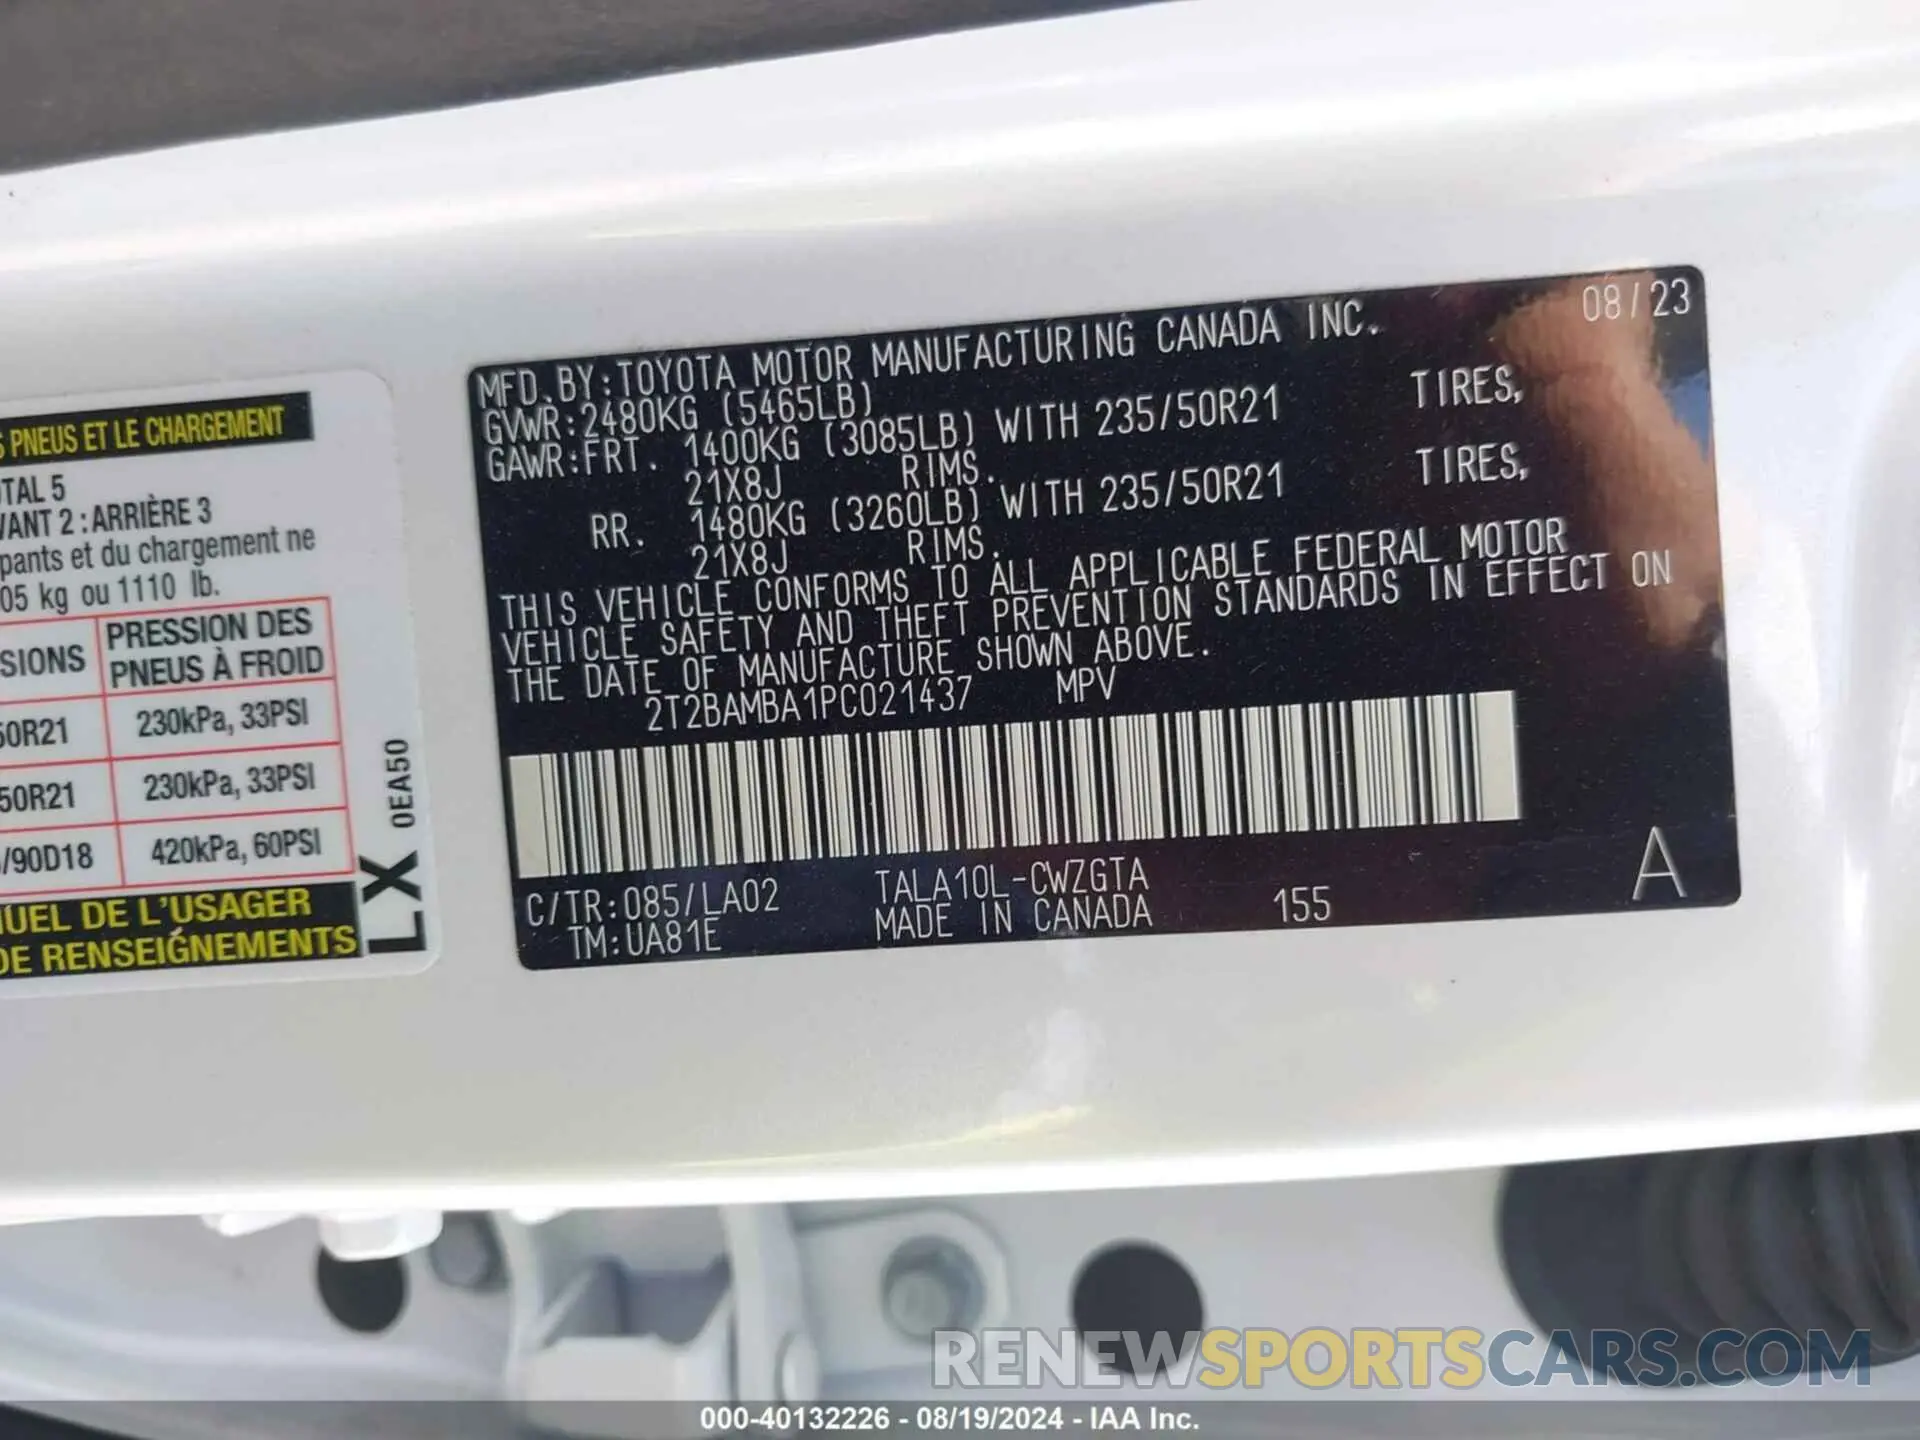 S PNEUS ET LE CHARGEMENT
OTAL 5
VANT 2 : ARRIÈRE 3
pants et du chargement ne
05 kg ou 1110 lb.
SIONS PRESSION DES PNEUS À FROID
50R21 230kPa, 33PSI
50R21 230kPa, 33PSI
/90D18 420kPa, 60PSI
NUEL DE L'USAGER
DE RENSEIGNEMENTS
LX 0EA50
MFD.BY:TOYOTA MOTOR MANUFACTURING CANADA INC. 08/23
GVWR:2480KG (5465LB)
GAWR:FRT. 1400KG (3085LB) WITH 235/50R21 TIRES,
21X8J RIMS.
RR. 1480KG (3260LB) WITH 235/50R21 TIRES,
21X8J RIMS.
THIS VEHICLE CONFORMS TO ALL APPLICABLE FEDERAL MOTOR
VEHICLE SAFETY AND THEFT PREVENTION STANDARDS IN EFFECT ON
THE DATE OF MANUFACTURE SHOWN ABOVE.
2T2BAMBA1PC021437 MPV
C/TR:085/LA02 TALA10L-CWZGTA
TM:UA81E MADE IN CANADA 155 A
RENEWSPORTSCARS.COM
000-40132226 - 08/19/2024 - IAA Inc.